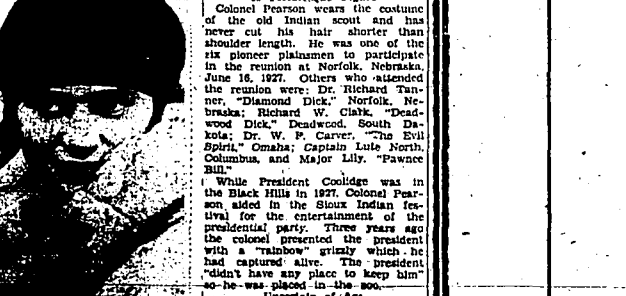 Colonel Pearson wears the costume
of the old Indian scout and has
never cut his hair shorter than
shoulder length. He was one of the
six pioneer plainsmen to participate
in the reunion at Norfolk, Nebraska,
June 16, 1927. Others who attended
the reunion were: Dr. Richard Tan-
ner, "Diamond Dick," Norfolk, Ne-
braska; Richard W. Clark, "Dead-
wood Dick," Deadwood, South Da-
kota; Dr. W. F. Carver, "The Evil
Spirit," Omaha; Captain Lute North,
Columbus, and Major Lily, "Pawnee
Bill."
While President Coolidge was in
the Black Hills in 1927, Colonel Pear-
son aided in the Sioux Indian fes-
tival for the entertainment of the
presidential party. Three years ago
the colonel presented the president
with a "rainbow" grizzly which he
had captured alive. The president
"didn't have any place to keep him"
so he was placed in the zoo.